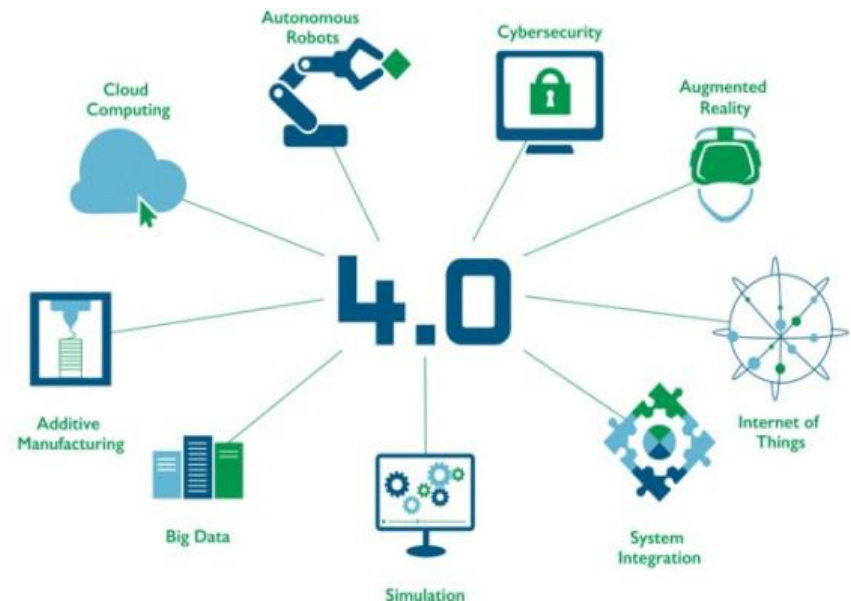 Autonomous
Robots
Cybersecurity
Cloud
Computing
Augmented
Reality
4.0
Additive
Manufacturing
Internet of
Things
Big Data
System
Integration
Simulation